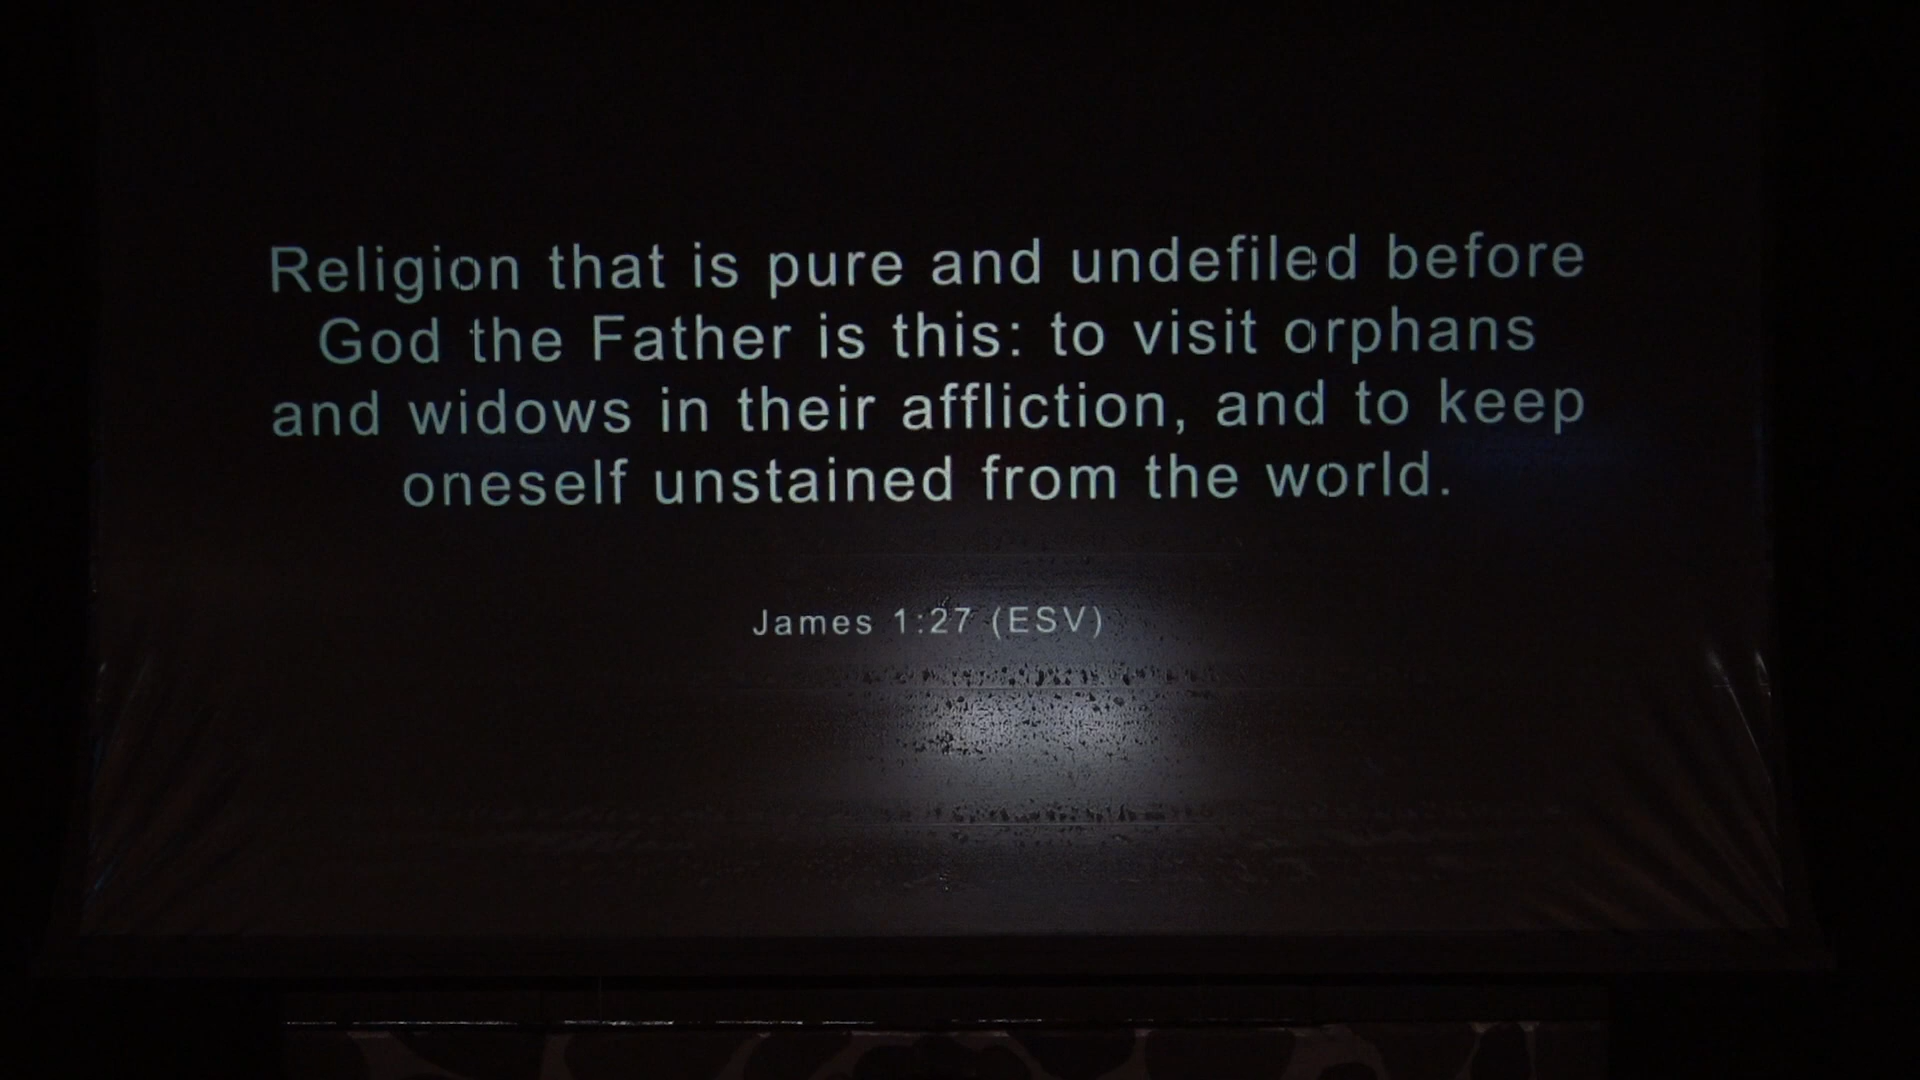 Religion that is pure and undefiled before
God the Father is this: to visit orphans
and widows in their affliction, and to keep
oneself unstained from the world.
James 1:27 (ESV)